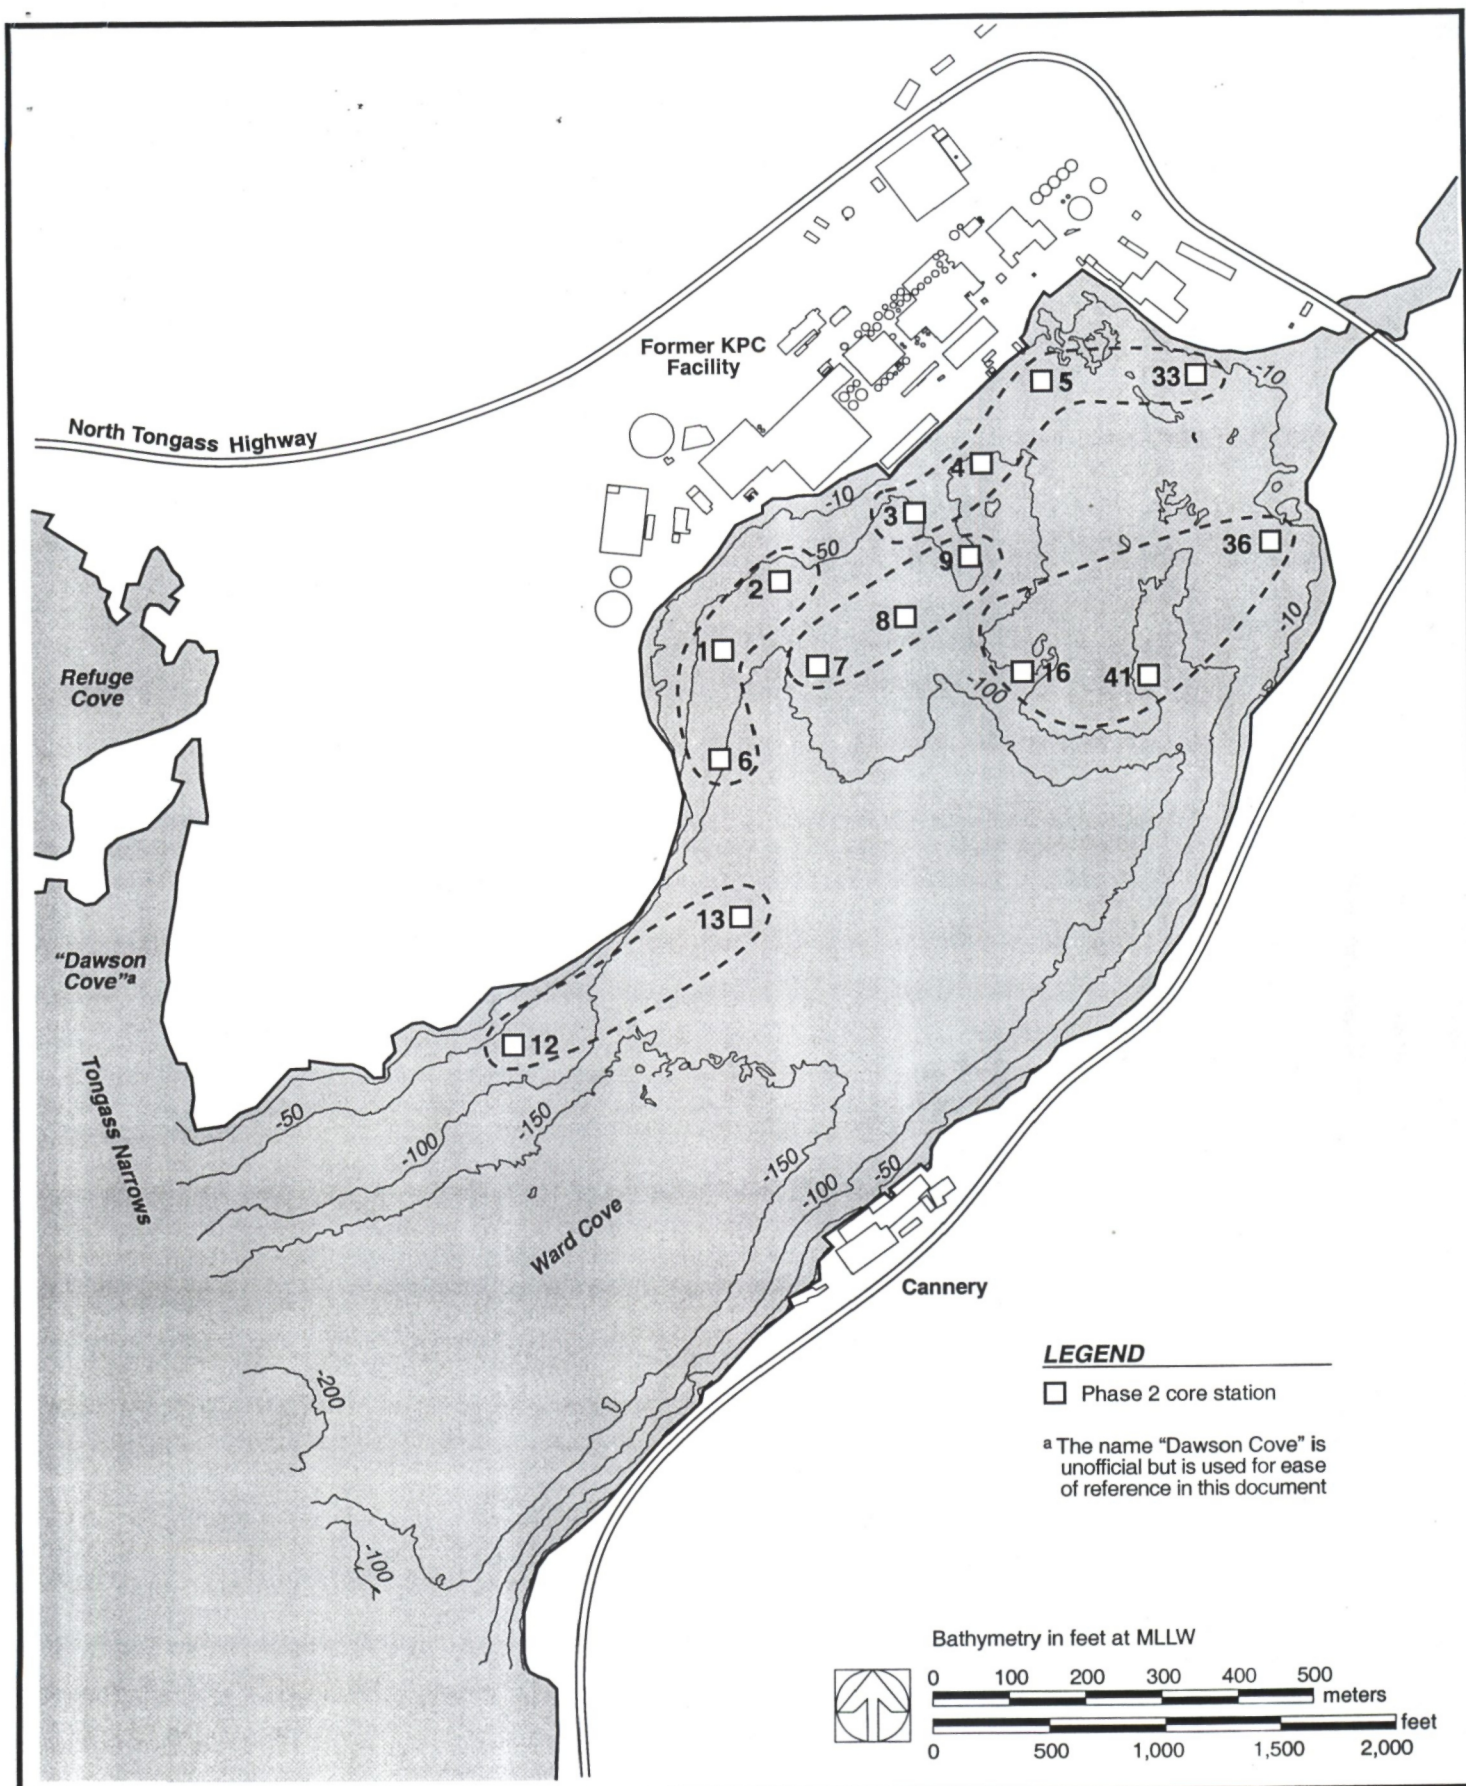 Former KPC
Facility
North Tongass Highway
5
33
-10
4
-10
3
-50
9
36
2
8
-10
1
7
16
41
-100
Refuge
Cove
6
13
"Dawson
Cove"a
12
Tongass Narrows
-50
-100
-150
-150
-100
-50
Ward Cove
Cannery
-200
-100
LEGEND
Phase 2 core station
a The name "Dawson Cove" is
unofficial but is used for ease
of reference in this document
Bathymetry in feet at MLLW
0 100 200 300 400 500
meters
feet
0 500 1,000 1,500 2,000